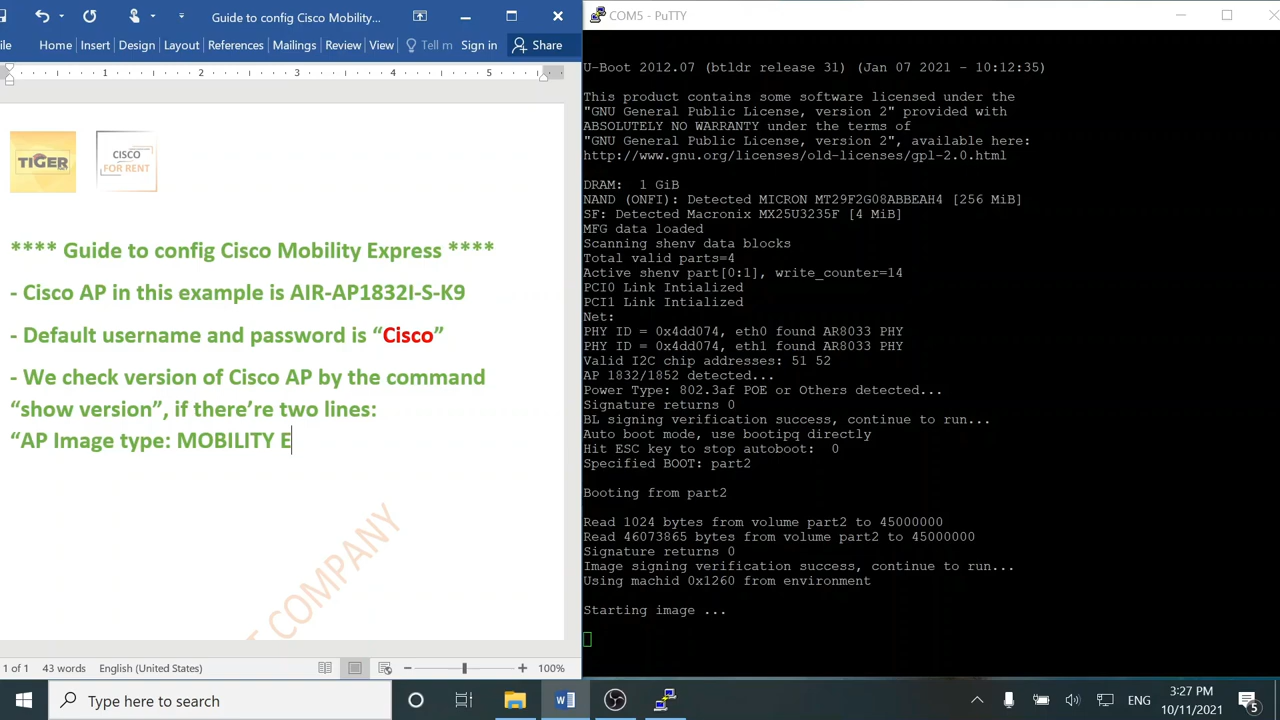 Guide to config Cisco Mobility...
COM5 - PuTTY
ile Home Insert Design Layout References Mailings Review View Tell m Sign in Share
1 2 3 4 5
TIGER
CISCO
FOR RENT
**** Guide to config Cisco Mobility Express ****
- Cisco AP in this example is AIR-AP1832I-S-K9
- Default username and password is “Cisco”
- We check version of Cisco AP by the command
“show version”, if there’re two lines:
“AP Image type: MOBILITY E
T COMPANY
1 of 1 43 words English (United States) 100%
U-Boot 2012.07 (btldr release 31) (Jan 07 2021 - 10:12:35)
This product contains some software licensed under the
"GNU General Public License, version 2" provided with
ABSOLUTELY NO WARRANTY under the terms of
"GNU General Public License, version 2", available here:
http://www.gnu.org/licenses/old-licenses/gpl-2.0.html
DRAM:  1 GiB
NAND (ONFI): Detected MICRON MT29F2G08ABBEAH4 [256 MiB]
SF: Detected Macronix MX25U3235F [4 MiB]
MFG data loaded
Scanning shenv data blocks
Total valid parts=4
Active shenv part[0:1], write_counter=14
PCI0 Link Intialized
PCI1 Link Intialized
Net:
PHY ID = 0x4dd074, eth0 found AR8033 PHY
PHY ID = 0x4dd074, eth1 found AR8033 PHY
Valid I2C chip addresses: 51 52
AP 1832/1852 detected...
Power Type: 802.3af POE or Others detected...
Signature returns 0
BL signing verification success, continue to run...
Auto boot mode, use bootipq directly
Hit ESC key to stop autoboot:  0
Specified BOOT: part2
Booting from part2
Read 1024 bytes from volume part2 to 45000000
Read 46073865 bytes from volume part2 to 45000000
Signature returns 0
Image signing verification success, continue to run...
Using machid 0x1260 from environment
Starting image ...
Type here to search
ENG
3:27 PM
10/11/2021
5